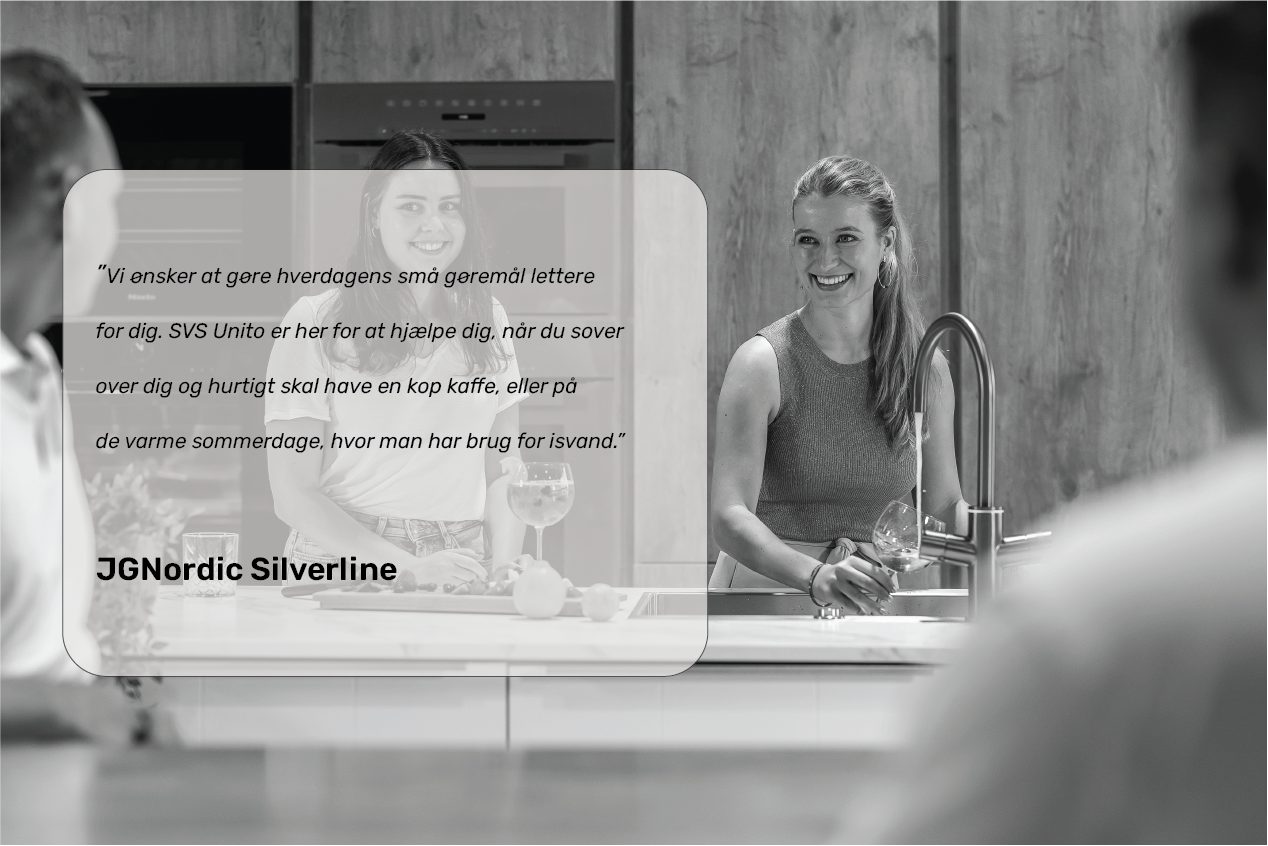 "Vi ønsker at gøre hverdagens små gøremål lettere
for dig. SVS Unito er her for at hjælpe dig, når du sover
over dig og hurtigt skal have en kop kaffe, eller på
de varme sommerdage, hvor man har brug for isvand."
Miele
JGNordic Silverline